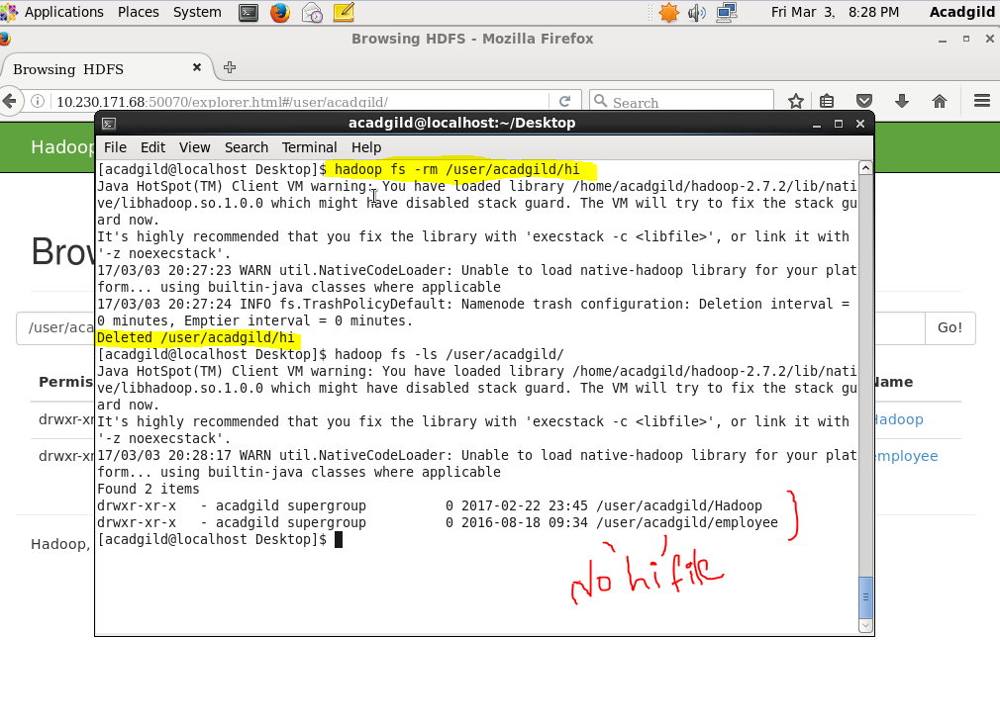 Applications Places System Fri Mar 3, 8:28 PM Acadgild
Browsing HDFS - Mozilla Firefox
Browsing HDFS
10.230.171.68:50070/explorer.html#/user/acadgild/ Search
Hadoop
acadgild@localhost:~/Desktop
File Edit View Search Terminal Help
[acadgild@localhost Desktop]$ hadoop fs -rm /user/acadgild/hi
Java HotSpot(TM) Client VM warning: You have loaded library /home/acadgild/hadoop-2.7.2/lib/nati
ve/libhadoop.so.1.0.0 which might have disabled stack guard. The VM will try to fix the stack gu
ard now.
It's highly recommended that you fix the library with 'execstack -c <libfile>', or link it with
'-z noexecstack'.
17/03/03 20:27:23 WARN util.NativeCodeLoader: Unable to load native-hadoop library for your plat
form... using builtin-java classes where applicable
17/03/03 20:27:24 INFO fs.TrashPolicyDefault: Namenode trash configuration: Deletion interval =
0 minutes, Emptier interval = 0 minutes.
Deleted /user/acadgild/hi
[acadgild@localhost Desktop]$ hadoop fs -ls /user/acadgild/
Java HotSpot(TM) Client VM warning: You have loaded library /home/acadgild/hadoop-2.7.2/lib/nati
ve/libhadoop.so.1.0.0 which might have disabled stack guard. The VM will try to fix the stack gu
ard now.
It's highly recommended that you fix the library with 'execstack -c <libfile>', or link it with
'-z noexecstack'.
17/03/03 20:28:17 WARN util.NativeCodeLoader: Unable to load native-hadoop library for your plat
form... using builtin-java classes where applicable
Found 2 items
drwxr-xr-x - acadgild supergroup 0 2017-02-22 23:45 /user/acadgild/Hadoop
drwxr-xr-x - acadgild supergroup 0 2016-08-18 09:34 /user/acadgild/employee
[acadgild@localhost Desktop]$
No hi file
Brow
/user/aca Go!
Permis Name
drwxr-xr Hadoop
drwxr-xr employee
Hadoop,